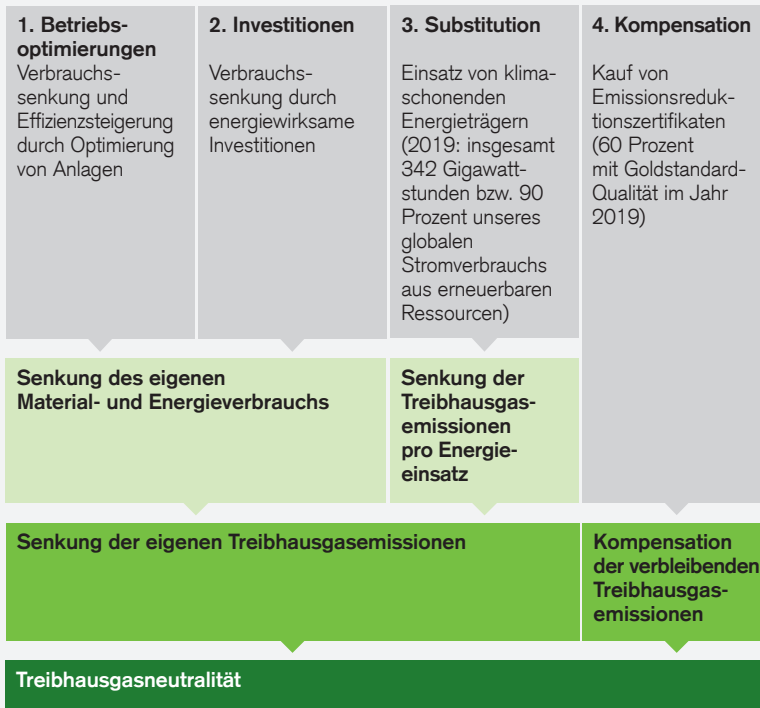 1. Betriebs-
optimierungen
Verbrauchs-
senkung und
Effizienzsteigerung
durch Optimierung
von Anlagen
2. Investitionen
Verbrauchs-
senkung durch
energiewirksame
Investitionen
3. Substitution
Einsatz von klima-
schonenden
Energieträgern
(2019: insgesamt
342 Gigawatt-
stunden bzw. 90
Prozent unseres
globalen
Stromverbrauchs
aus erneuerbaren
Ressourcen)
4. Kompensation
Kauf von
Emissionsreduk-
tionszertifikaten
(60 Prozent
mit Goldstandard-
Qualität im Jahr
2019)
Senkung des eigenen
Material- und Energieverbrauchs
Senkung der
Treibhausgas-
emissionen
pro Energie-
einsatz
Senkung der eigenen Treibhausgasemissionen
Kompensation
der verbleibenden
Treibhausgas-
emissionen
Treibhausgasneutralität